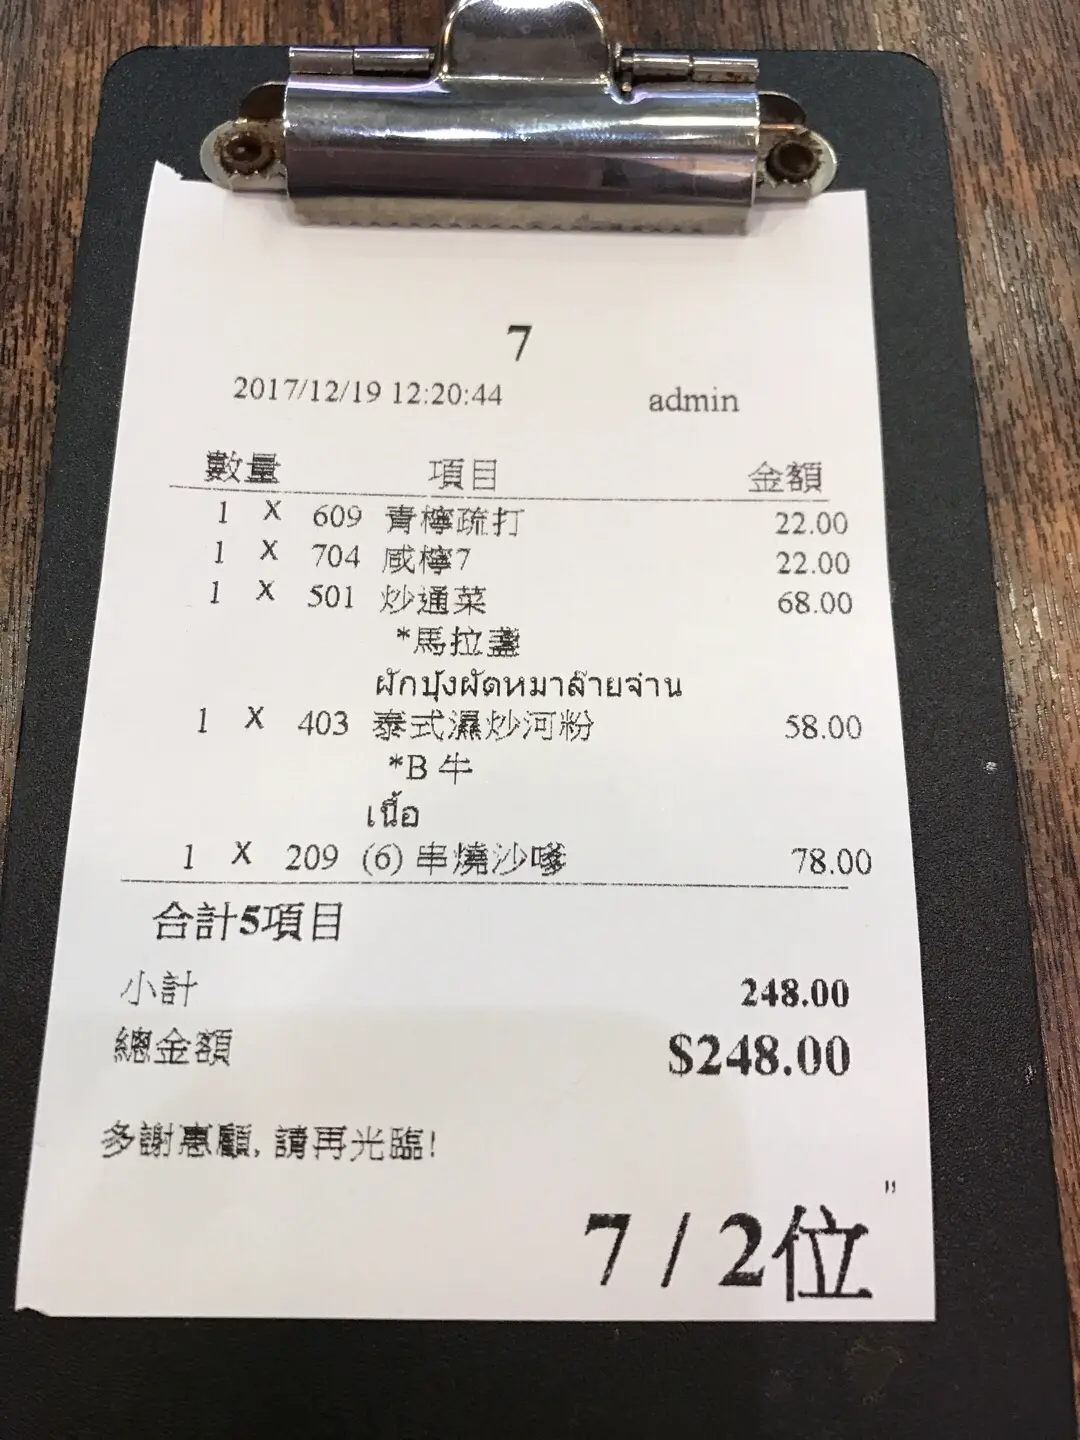 7
2017/12/19 12:20:44 admin
數量 項目 金額
1 X 609 青檸疏打 22.00
1 X 704 咸檸7 22.00
1 X 501 炒通菜 68.00
*馬拉盞
ผักบุ้งผัดหมาล้ายจ่าน
1 X 403 泰式濕炒河粉 58.00
*B 牛
เนื้อ
1 X 209 (6) 串燒沙嗲 78.00
合計5項目
小計 248.00
總金額 $248.00
多謝惠顧, 請再光臨!
"
7 / 2位